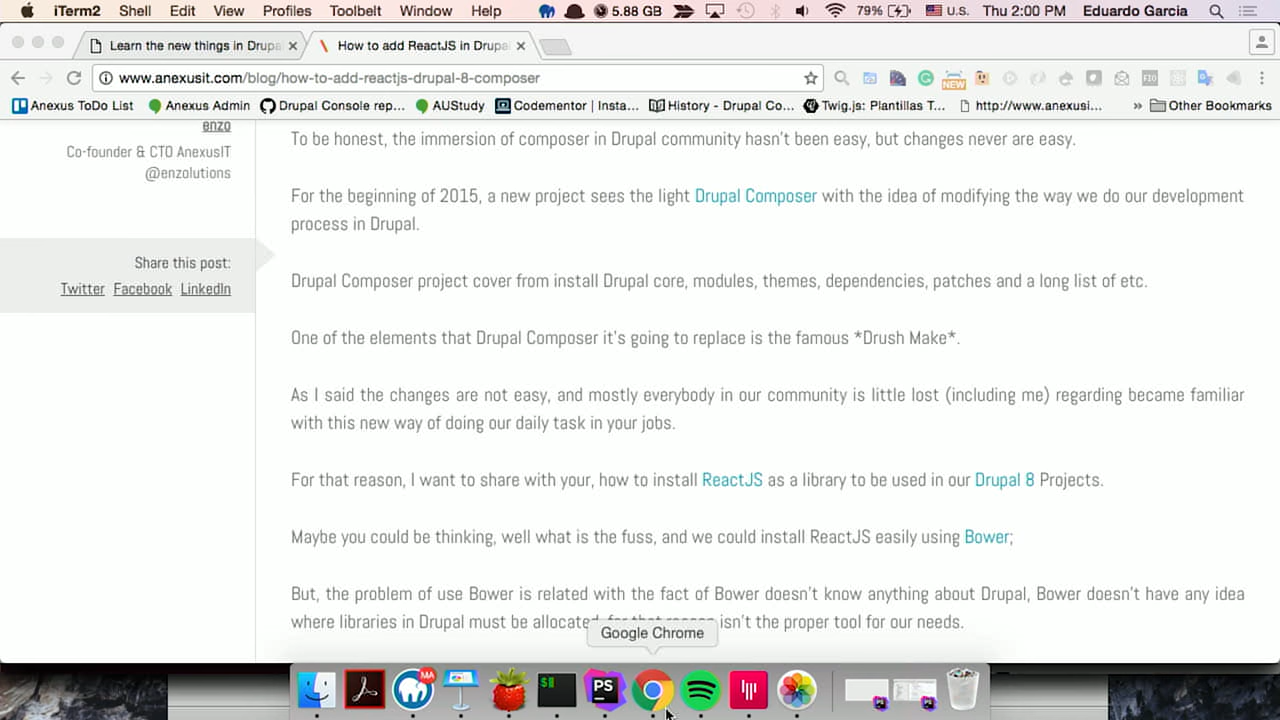 iTerm2 Shell Edit View Profiles Toolbelt Window Help 5.88 GB 79% U.S. Thu 2:00 PM Eduardo Garcia
Learn the new things in Drupal
How to add ReactJS in Drupa
www.anexusit.com/blog/how-to-add-reactjs-drupal-8-composer
NEW
FIO
Anexus ToDo List Anexus Admin Drupal Console rep... AUStudy Codementor | Insta... History - Drupal Co... Twig.js: Plantillas T... http://www.anexusi... » Other Bookmarks
enzo
Co-founder & CTO AnexusIT
@enzolutions
Share this post:
Twitter Facebook LinkedIn
To be honest, the immersion of composer in Drupal community hasn't been easy, but changes never are easy.
For the beginning of 2015, a new project sees the light Drupal Composer with the idea of modifying the way we do our development
process in Drupal.
Drupal Composer project cover from install Drupal core, modules, themes, dependencies, patches and a long list of etc.
One of the elements that Drupal Composer it's going to replace is the famous *Drush Make*.
As I said the changes are not easy, and mostly everybody in our community is little lost (including me) regarding became familiar
with this new way of doing our daily task in your jobs.
For that reason, I want to share with your, how to install ReactJS as a library to be used in our Drupal 8 Projects.
Maybe you could be thinking, well what is the fuss, and we could install ReactJS easily using Bower;
But, the problem of use Bower is related with the fact of Bower doesn't know anything about Drupal, Bower doesn't have any idea
where libraries in Drupal must be allocated, for that reason isn't the proper tool for our needs.
Google Chrome
MA
$
PS